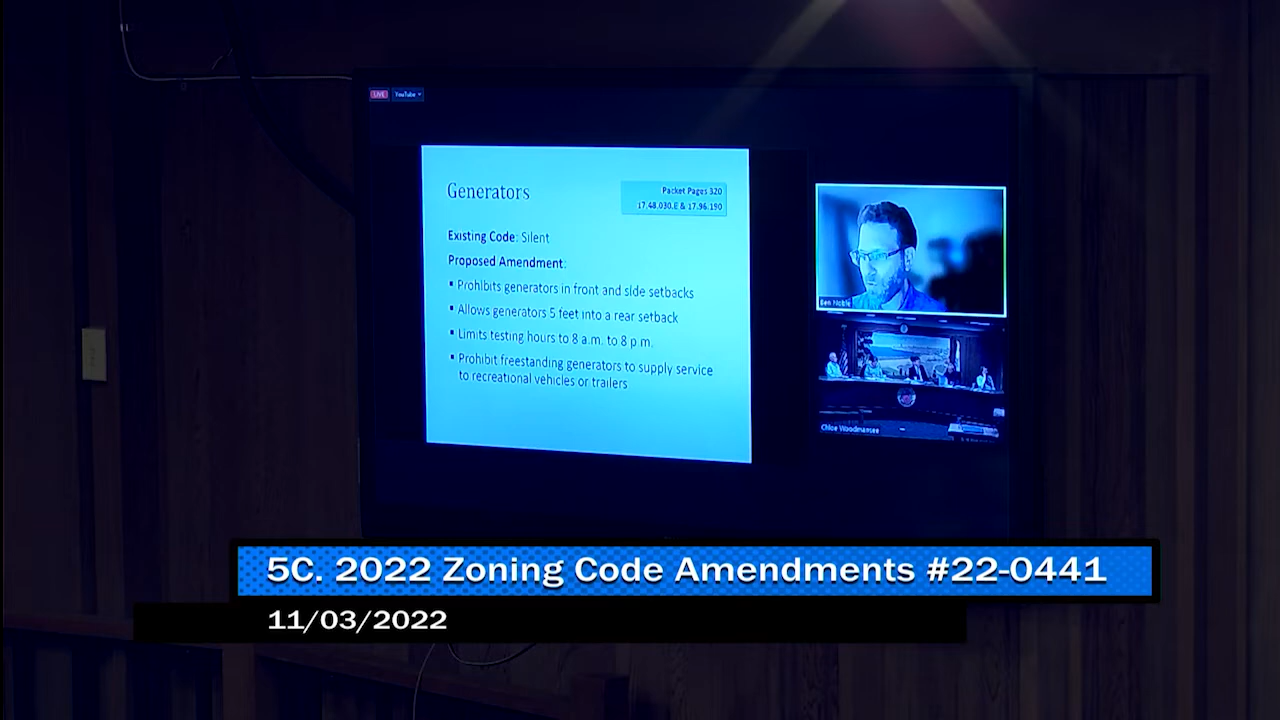 LIVE
YouTube
Generators
Packet Pages 320
17.48.030.E & 17.96.190
Existing Code: Silent
Proposed Amendment:
▪ Prohibits generators in front and side setbacks
▪ Allows generators 5 feet into a rear setback
▪ Limits testing hours to 8 a.m. to 8 p.m.
▪ Prohibit freestanding generators to supply service
to recreational vehicles or trailers
Ben Noble
Chloe Woodmansee
5C. 2022 Zoning Code Amendments #22-0441
11/03/2022